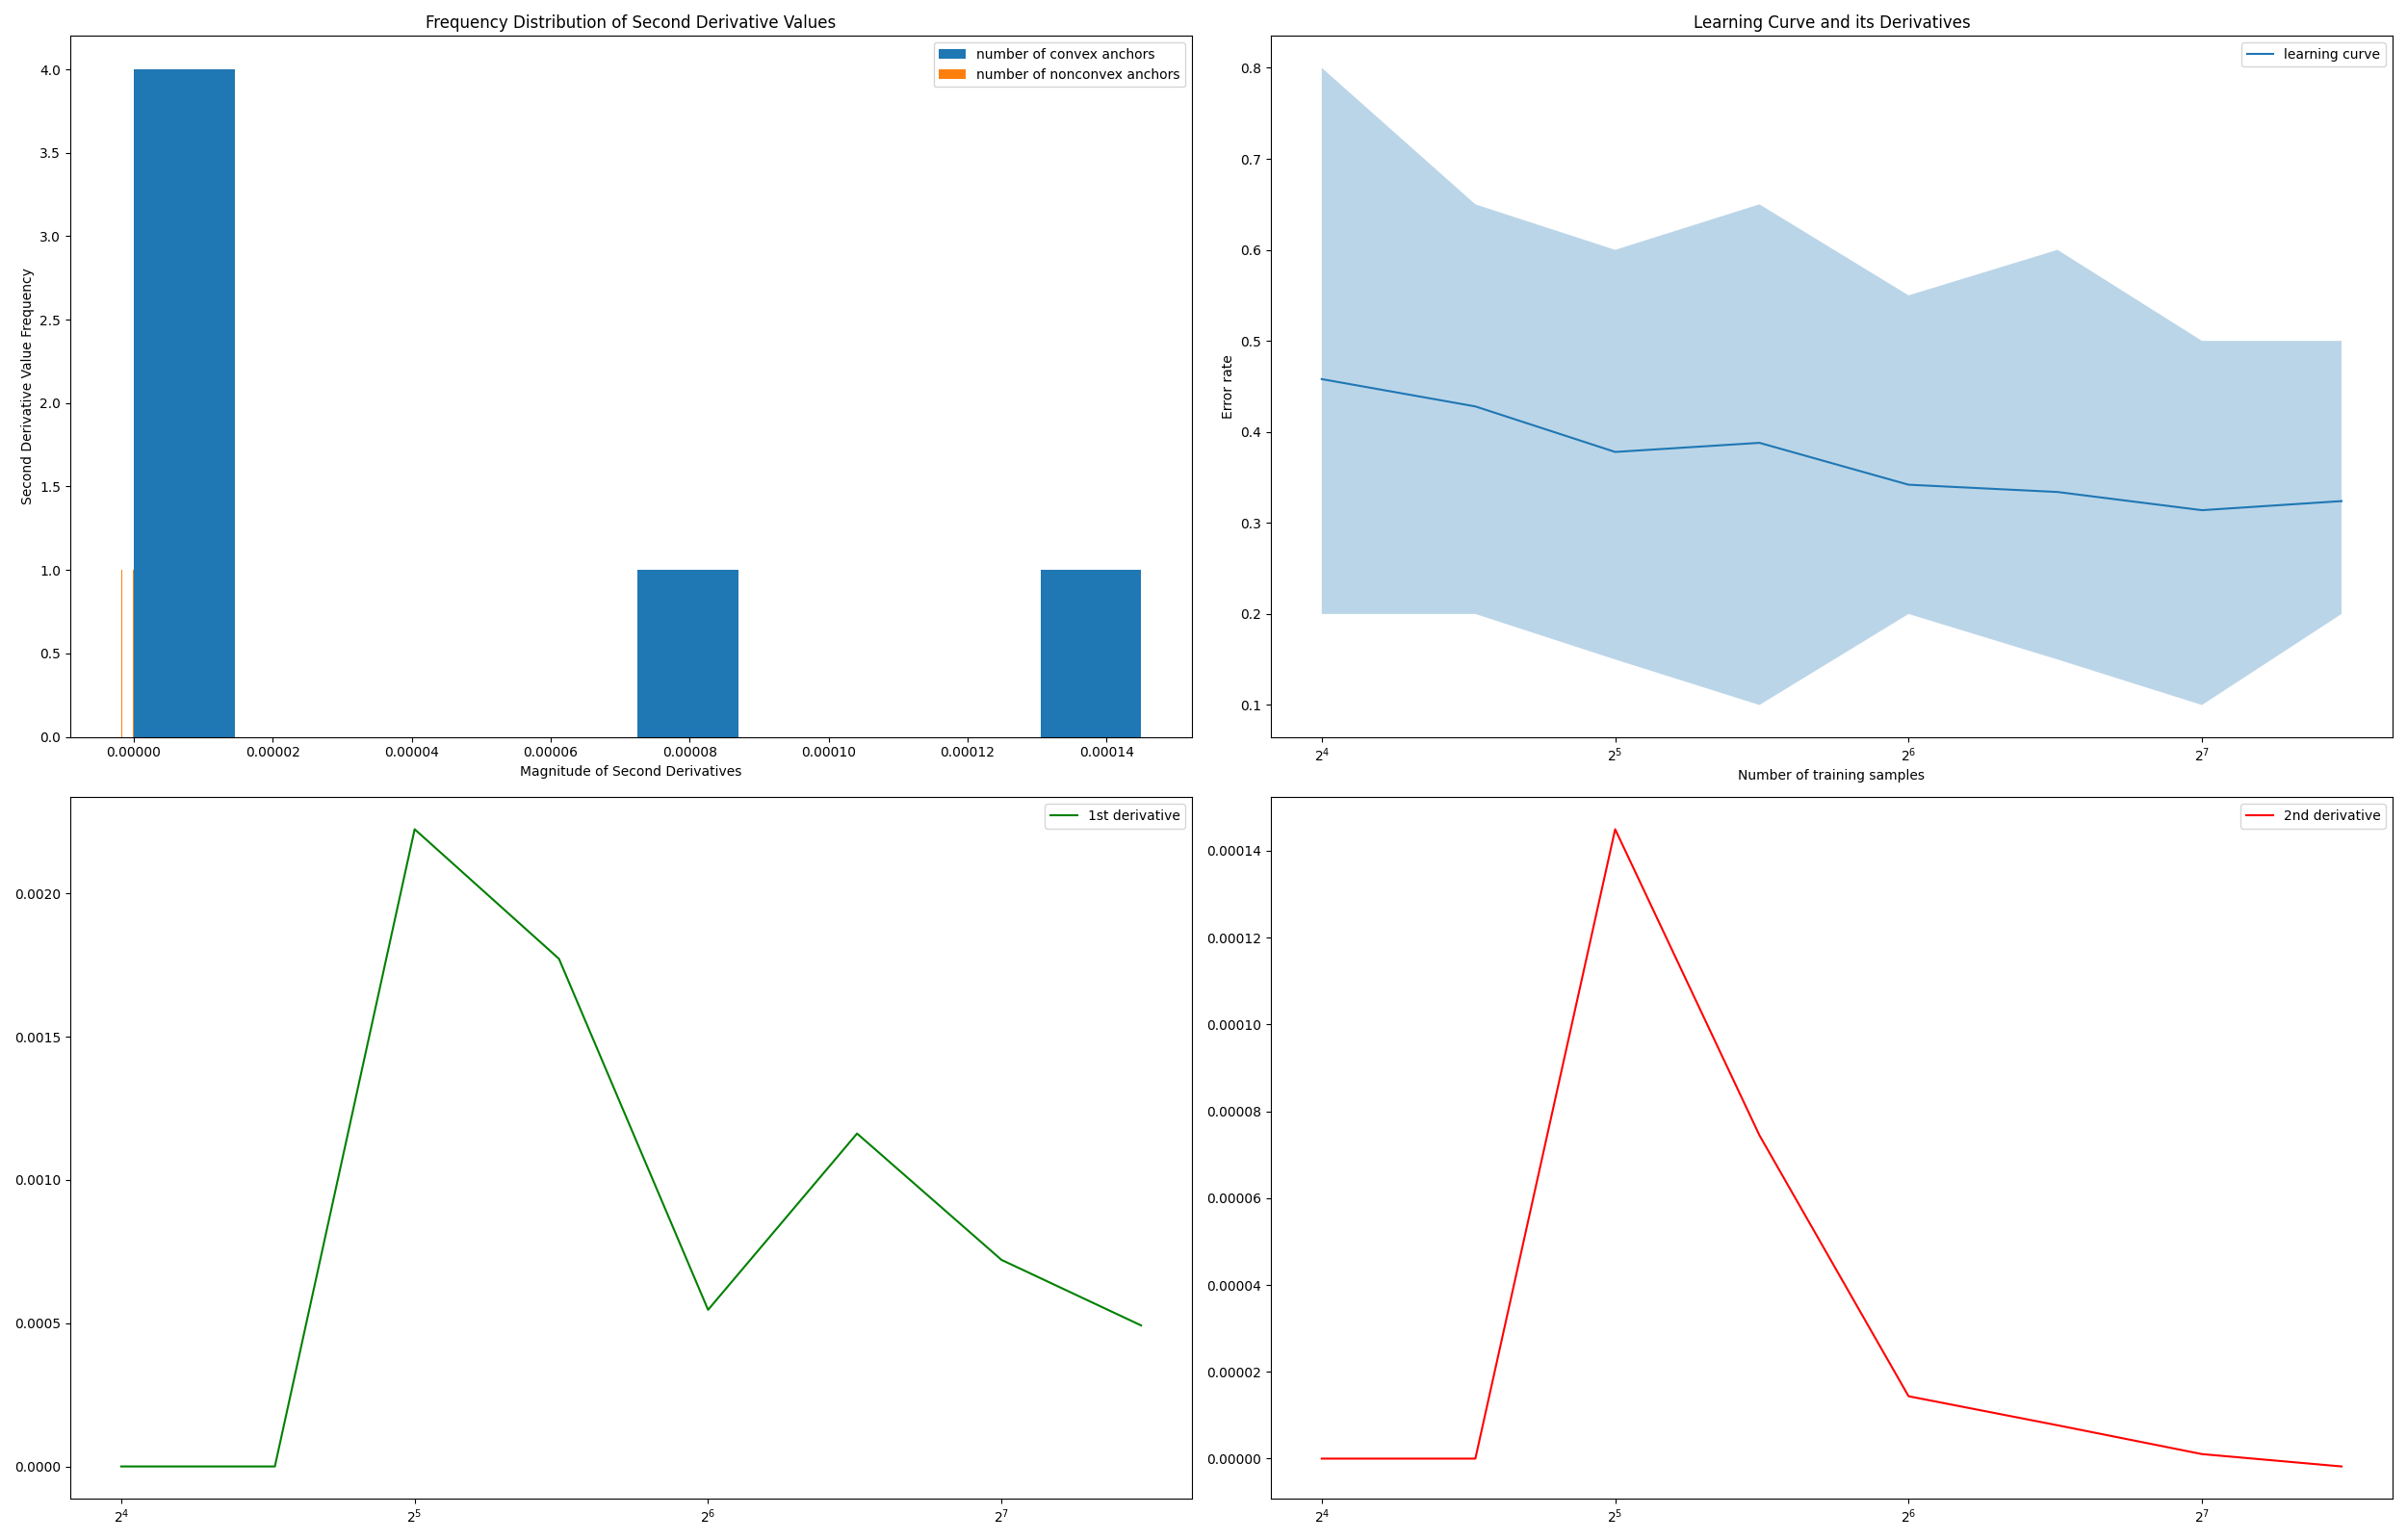 Frequency Distribution of Second Derivative Values
number of convex anchors
number of nonconvex anchors
Second Derivative Value Frequency
4.0
3.5
3.0
2.5
2.0
1.5
1.0
0.5
0.0
0.00000 0.00002 0.00004 0.00006 0.00008 0.00010 0.00012 0.00014
Magnitude of Second Derivatives
Learning Curve and its Derivatives
learning curve
Error rate
0.8
0.7
0.6
0.5
0.4
0.3
0.2
0.1
2⁴ 2⁵ 2⁶ 2⁷
Number of training samples
1st derivative
0.0020
0.0015
0.0010
0.0005
0.0000
2⁴ 2⁵ 2⁶ 2⁷
2nd derivative
0.00014
0.00012
0.00010
0.00008
0.00006
0.00004
0.00002
0.00000
2⁴ 2⁵ 2⁶ 2⁷